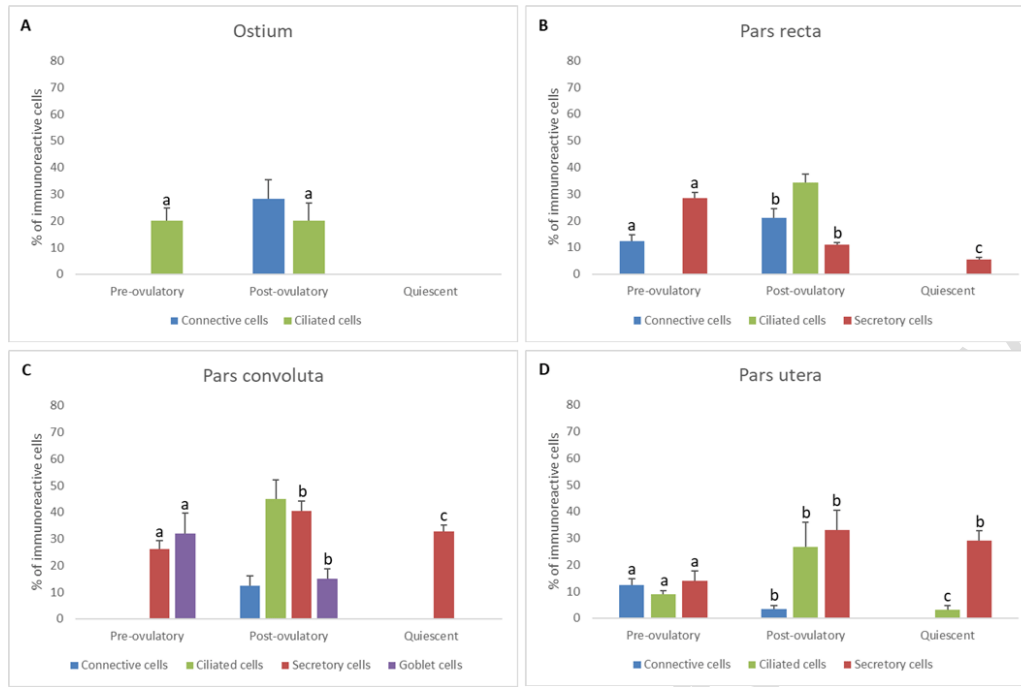 A
Ostium
% of immunoreactive cells
80
70
60
50
40
30
20
10
0
a
a
Pre-ovulatory Post-ovulatory Quiescent
Connective cells Ciliated cells
B
Pars recta
% of immunoreactive cells
80
70
60
50
40
30
20
10
0
a
a
b
b
c
Pre-ovulatory Post-ovulatory Quiescent
Connective cells Ciliated cells Secretory cells
C
Pars convoluta
% of immunoreactive cells
80
70
60
50
40
30
20
10
0
a
a
b
b
c
Pre-ovulatory Post-ovulatory Quiescent
Connective cells Ciliated cells Secretory cells Goblet cells
D
Pars utera
% of immunoreactive cells
80
70
60
50
40
30
20
10
0
a
a
a
b
b
b
c
b
Pre-ovulatory Post-ovulatory Quiescent
Connective cells Ciliated cells Secretory cells